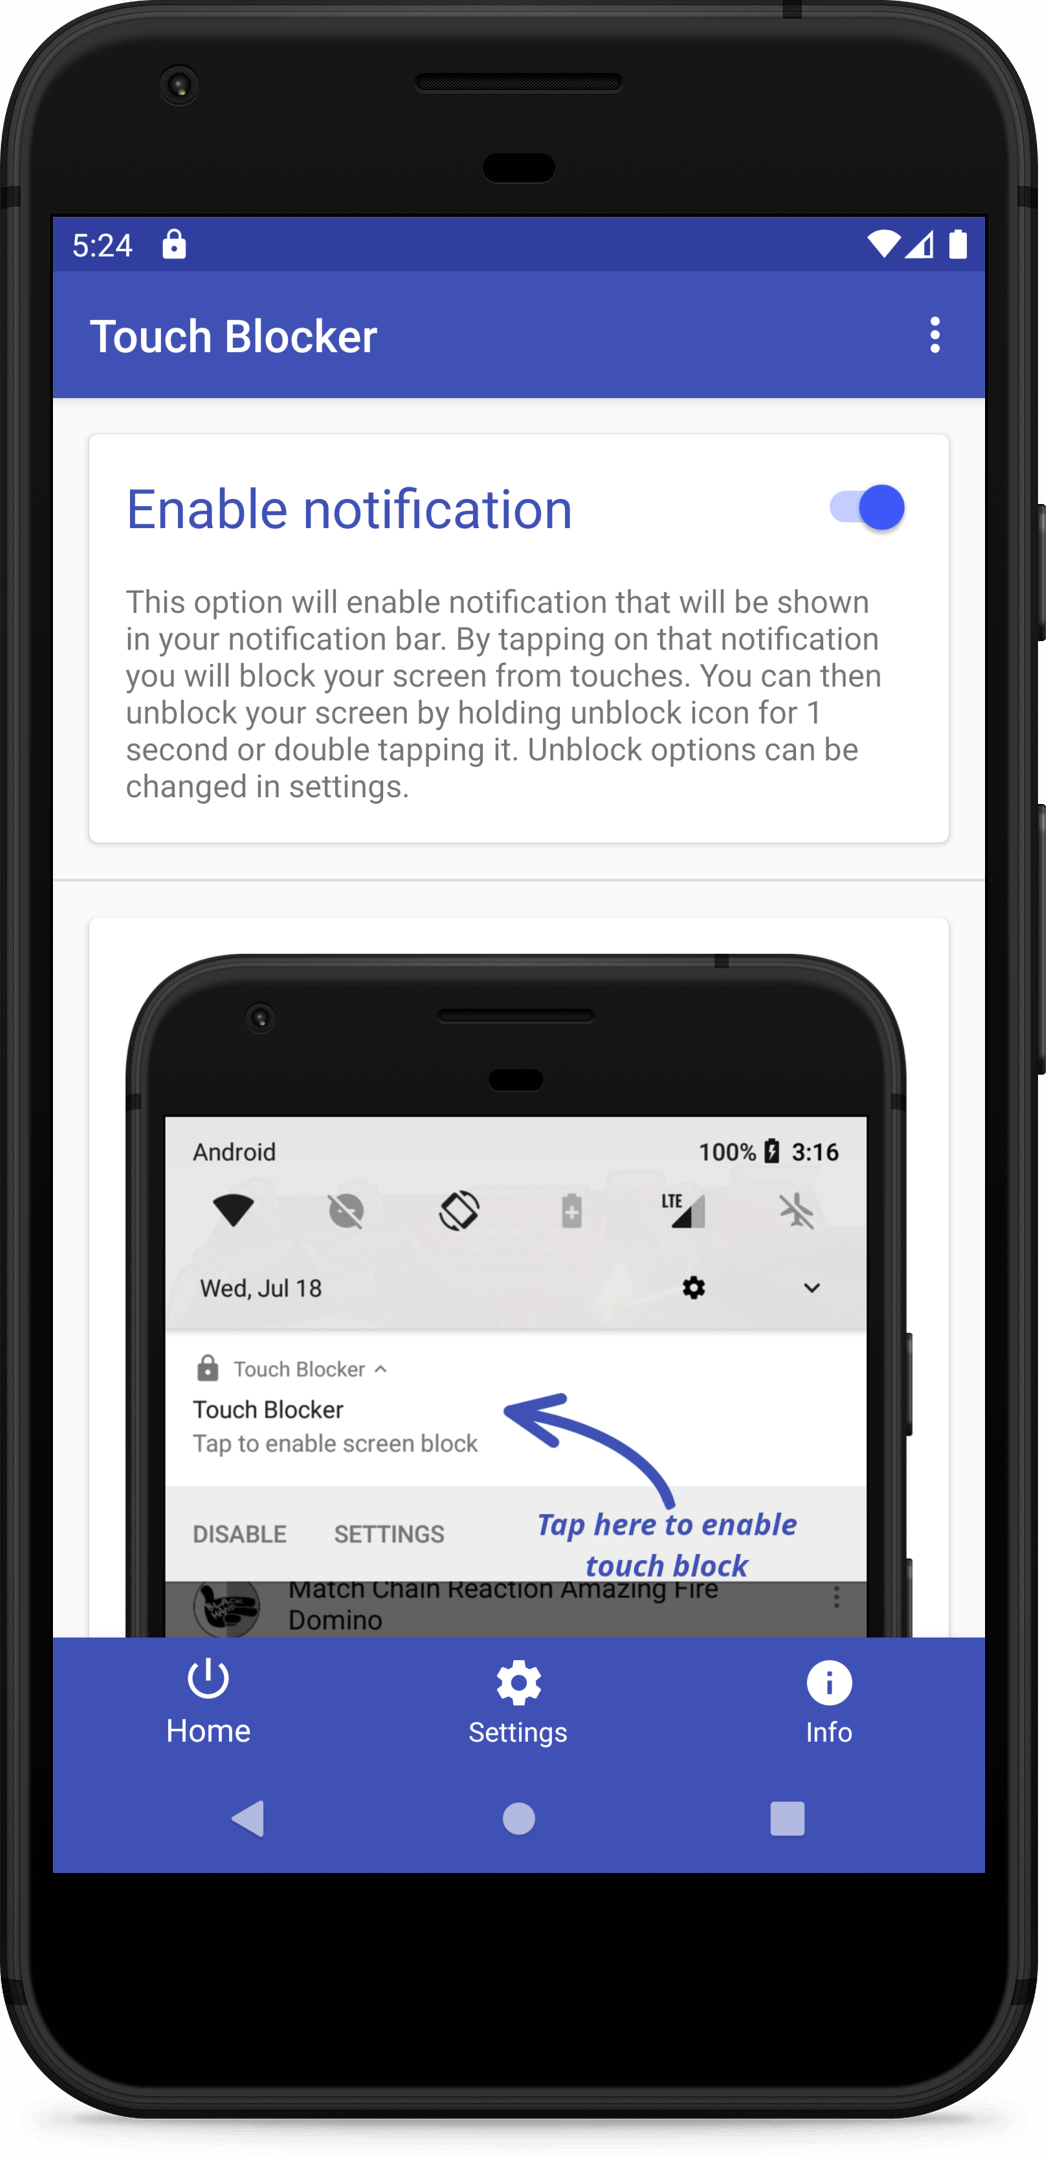 5:24
Touch Blocker
Enable notification
This option will enable notification that will be shown
in your notification bar. By tapping on that notification
you will block your screen from touches. You can then
unblock your screen by holding unblock icon for 1
second or double tapping it. Unblock options can be
changed in settings.
Android 100% 3:16
LTE
Wed, Jul 18
Touch Blocker
Touch Blocker
Tap to enable screen block
DISABLE SETTINGS
Tap here to enable
touch block
Match Chain Reaction Amazing Fire
Domino
Home Settings Info